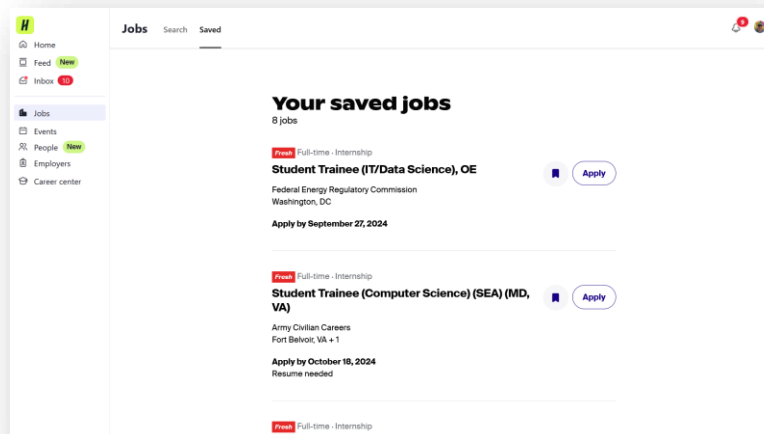 H
Jobs Search Saved
9
Home
Feed New
Inbox 10
Jobs
Events
People New
Employers
Career center
Your saved jobs
8 jobs
Fresh Full-time · Internship
Student Trainee (IT/Data Science), OE
Apply
Federal Energy Regulatory Commission
Washington, DC
Apply by September 27, 2024
Fresh Full-time · Internship
Student Trainee (Computer Science) (SEA) (MD,
VA)
Apply
Army Civilian Careers
Fort Belvoir, VA + 1
Apply by October 18, 2024
Resume needed
Fresh Full-time · Internship